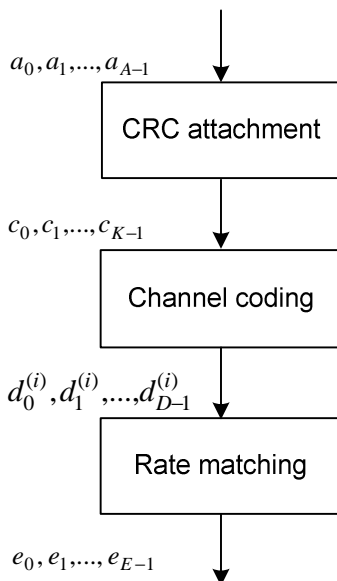 a_0, a_1,..., a_{A-1}
CRC attachment
c_0, c_1,..., c_{K-1}
Channel coding
d_0^{(i)}, d_1^{(i)},..., d_{D-1}^{(i)}
Rate matching
e_0, e_1,..., e_{E-1}